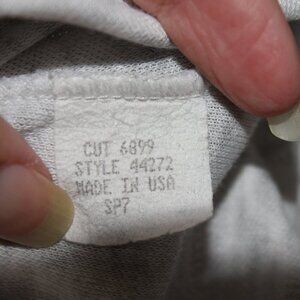 CUT 6899
STYLE 44272
MADE IN USA
SP7